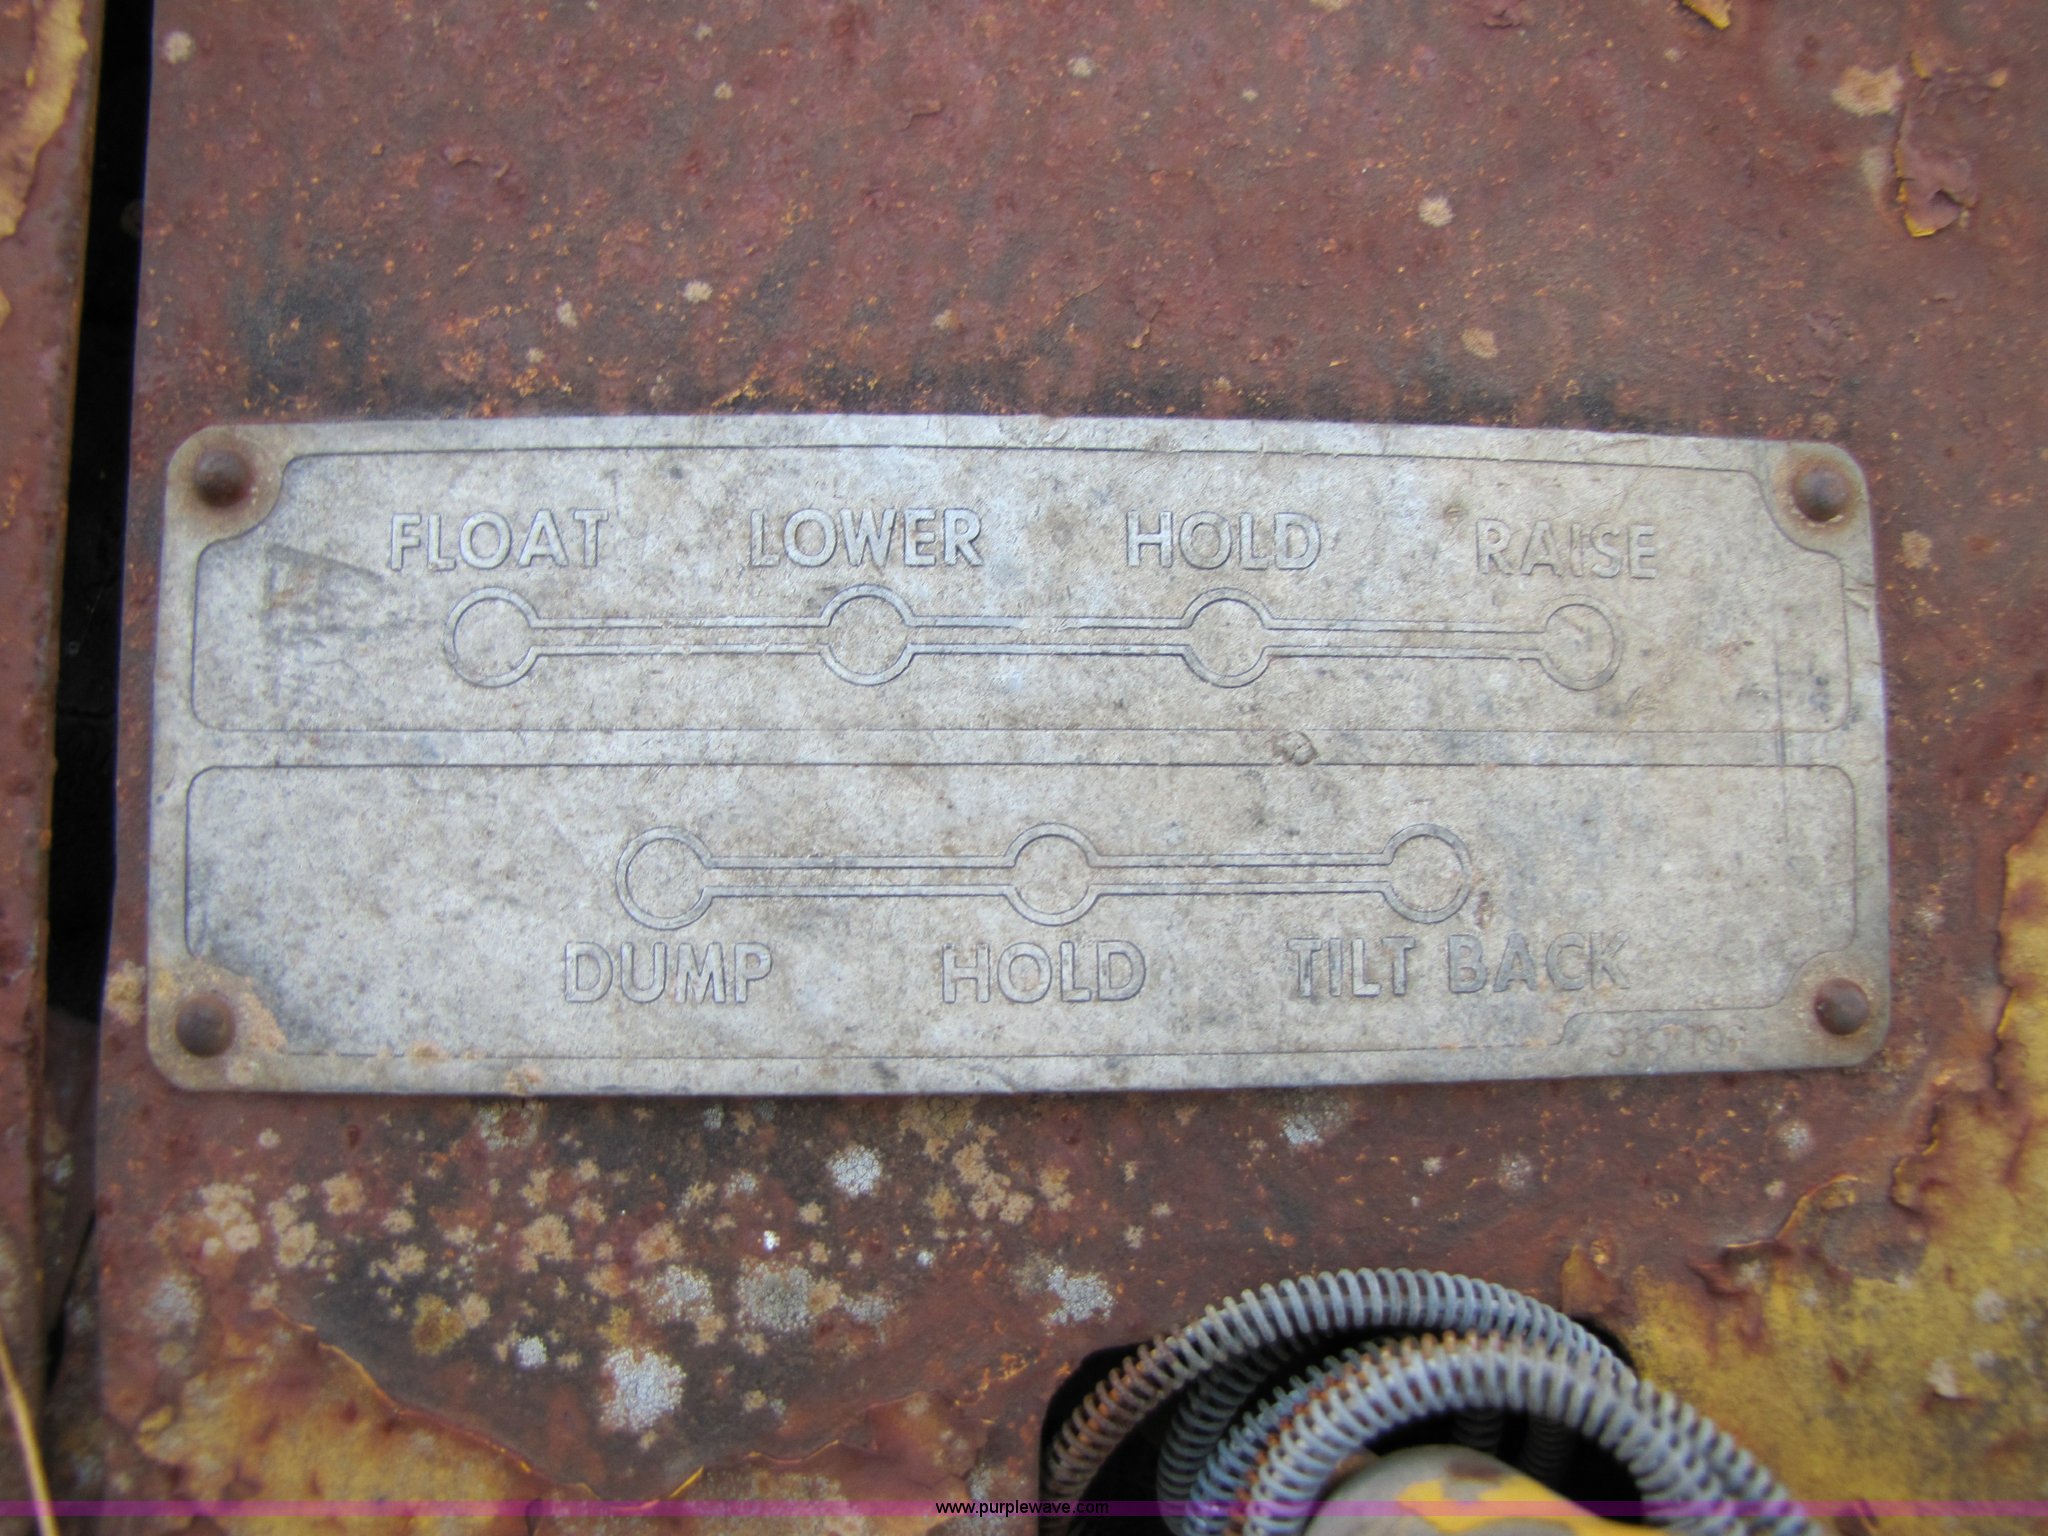 FLOAT LOWER HOLD RAISE
DUMP HOLD TILT BACK
www.purplewave.com